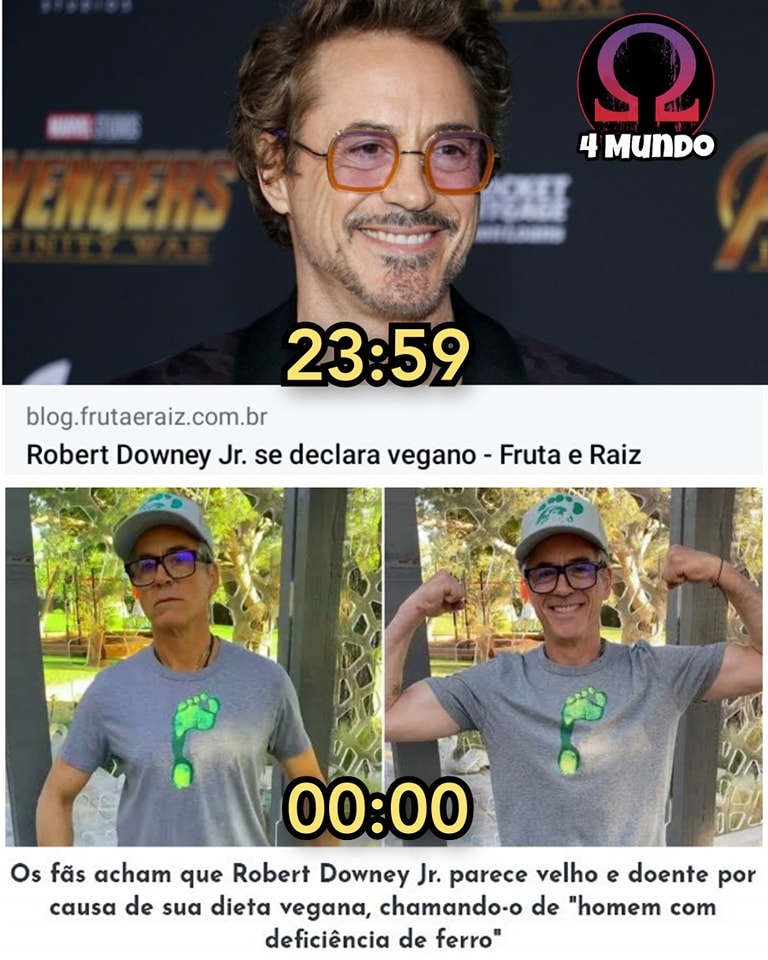 STUDIOS
WAR
MARVEL STUDIOS
AVENGERS
INFINITY WAR
Ω
4 MUNDO
23:59
blog.frutaeraiz.com.br
Robert Downey Jr. se declara vegano - Fruta e Raiz
00:00
Os fãs acham que Robert Downey Jr. parece velho e doente por
causa de sua dieta vegana, chamando-o de "homem com
deficiência de ferro"